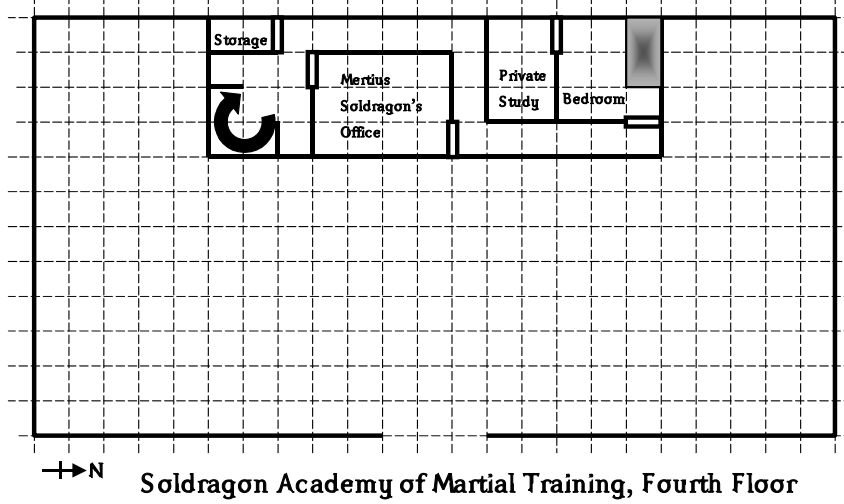 Storage
Mertius
Soldragon's
Office
Private
Study
Bedroom
N
Soldragon Academy of Martial Training, Fourth Floor